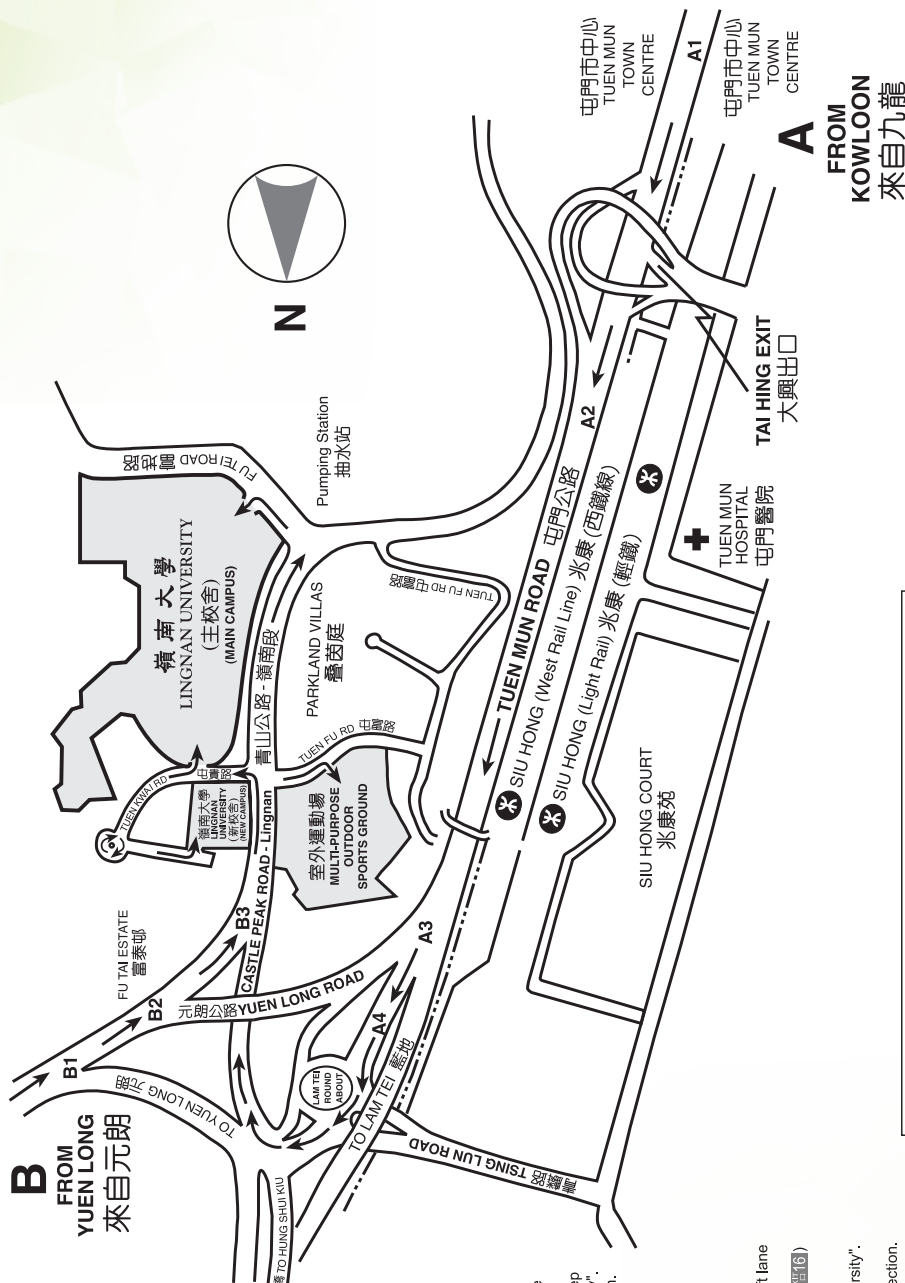 屯門市中心
TUEN MUN
TOWN
CENTRE
A1
屯門市中心
TUEN MUN
TOWN
CENTRE
A
FROM
KOWLOON
來自九龍
N
TAI HING EXIT
大興出口
A2
Pumping Station
抽水站
FU TEI ROAD 富地路
嶺南大學
LINGNAN UNIVERSITY
(主校舍)
(MAIN CAMPUS)
青山公路 - 嶺南段
CASTLE PEAK ROAD - Lingnan
PARKLAND VILLAS
叠茵庭
TUEN FU RD 屯富路
TUEN FU RD 屯富路
TUEN MUN ROAD 屯門公路
SIU HONG (West Rail Line) 兆康 (西鐵線)
SIU HONG (Light Rail) 兆康 (輕鐵)
TUEN MUN
HOSPITAL
屯門醫院
SIU HONG COURT
兆康苑
TUEN KWAI RD
屯貴路
嶺南大學
LINGNAN
UNIVERSITY
(新校舍)
(NEW CAMPUS)
室外運動場
MULTI-PURPOSE
OUTDOOR
SPORTS GROUND
FU TAI ESTATE
富泰邨
B3
B2
B1
元朗公路 YUEN LONG ROAD
A3
A4
LAM TEI
ROUND
ABOUT
TO LAM TEI 藍地
TO YUEN LONG 元朗
TSING LUN ROAD
青麟路
TO HUNG SHUI KIU
B
FROM
YUEN LONG
來自元朗
lane
16)
rsity".
ection.